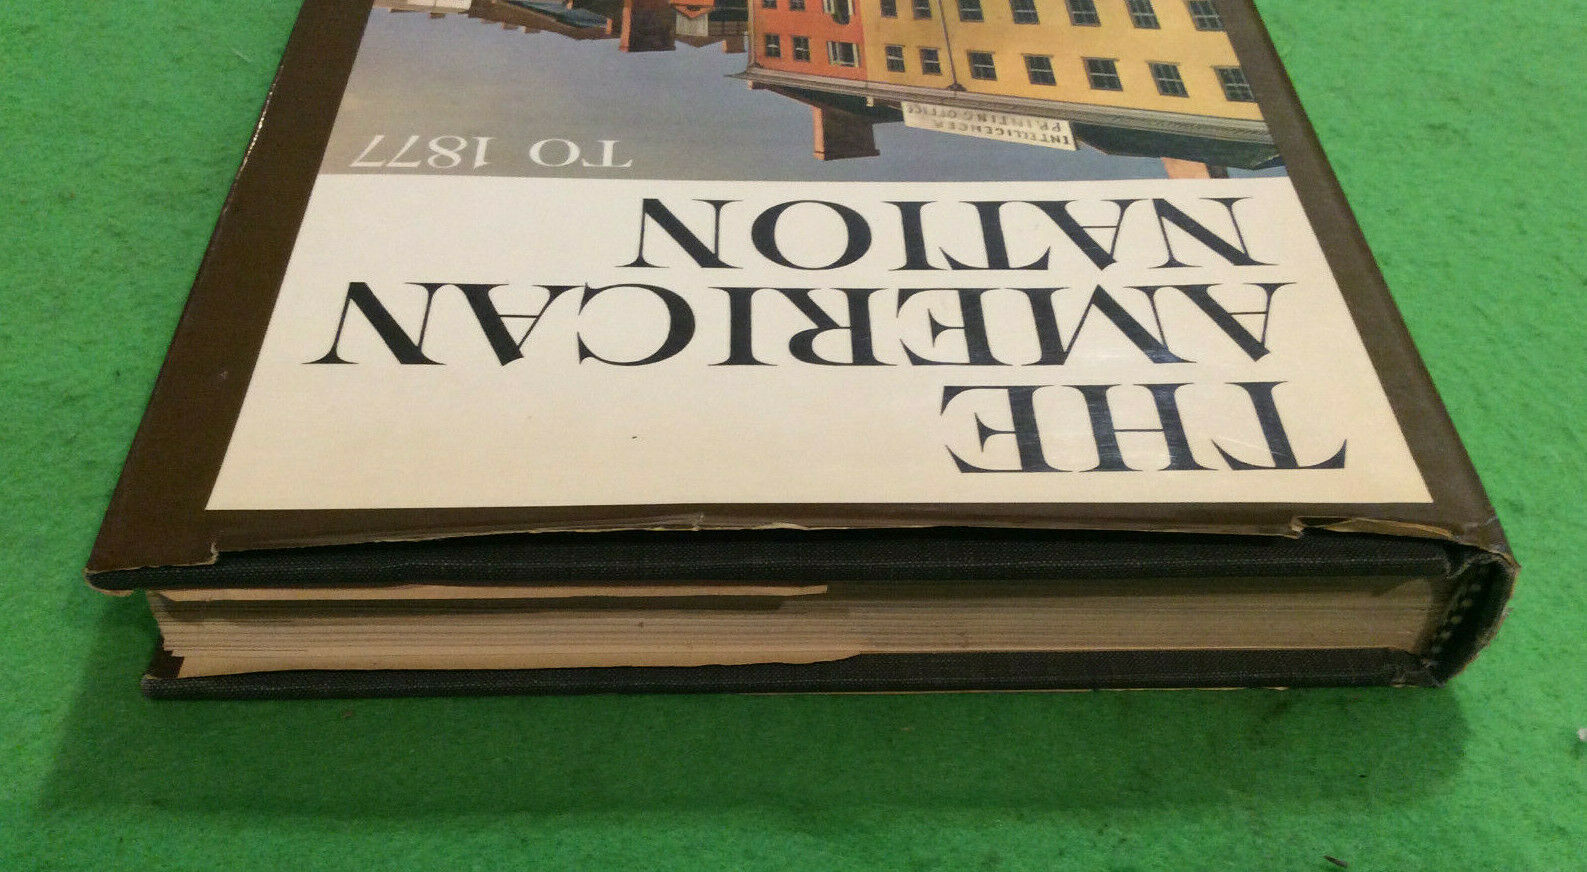 THE
AMERICAN
NATION
TO 1877
INTELLIGENCER
PRINTING OFFICE